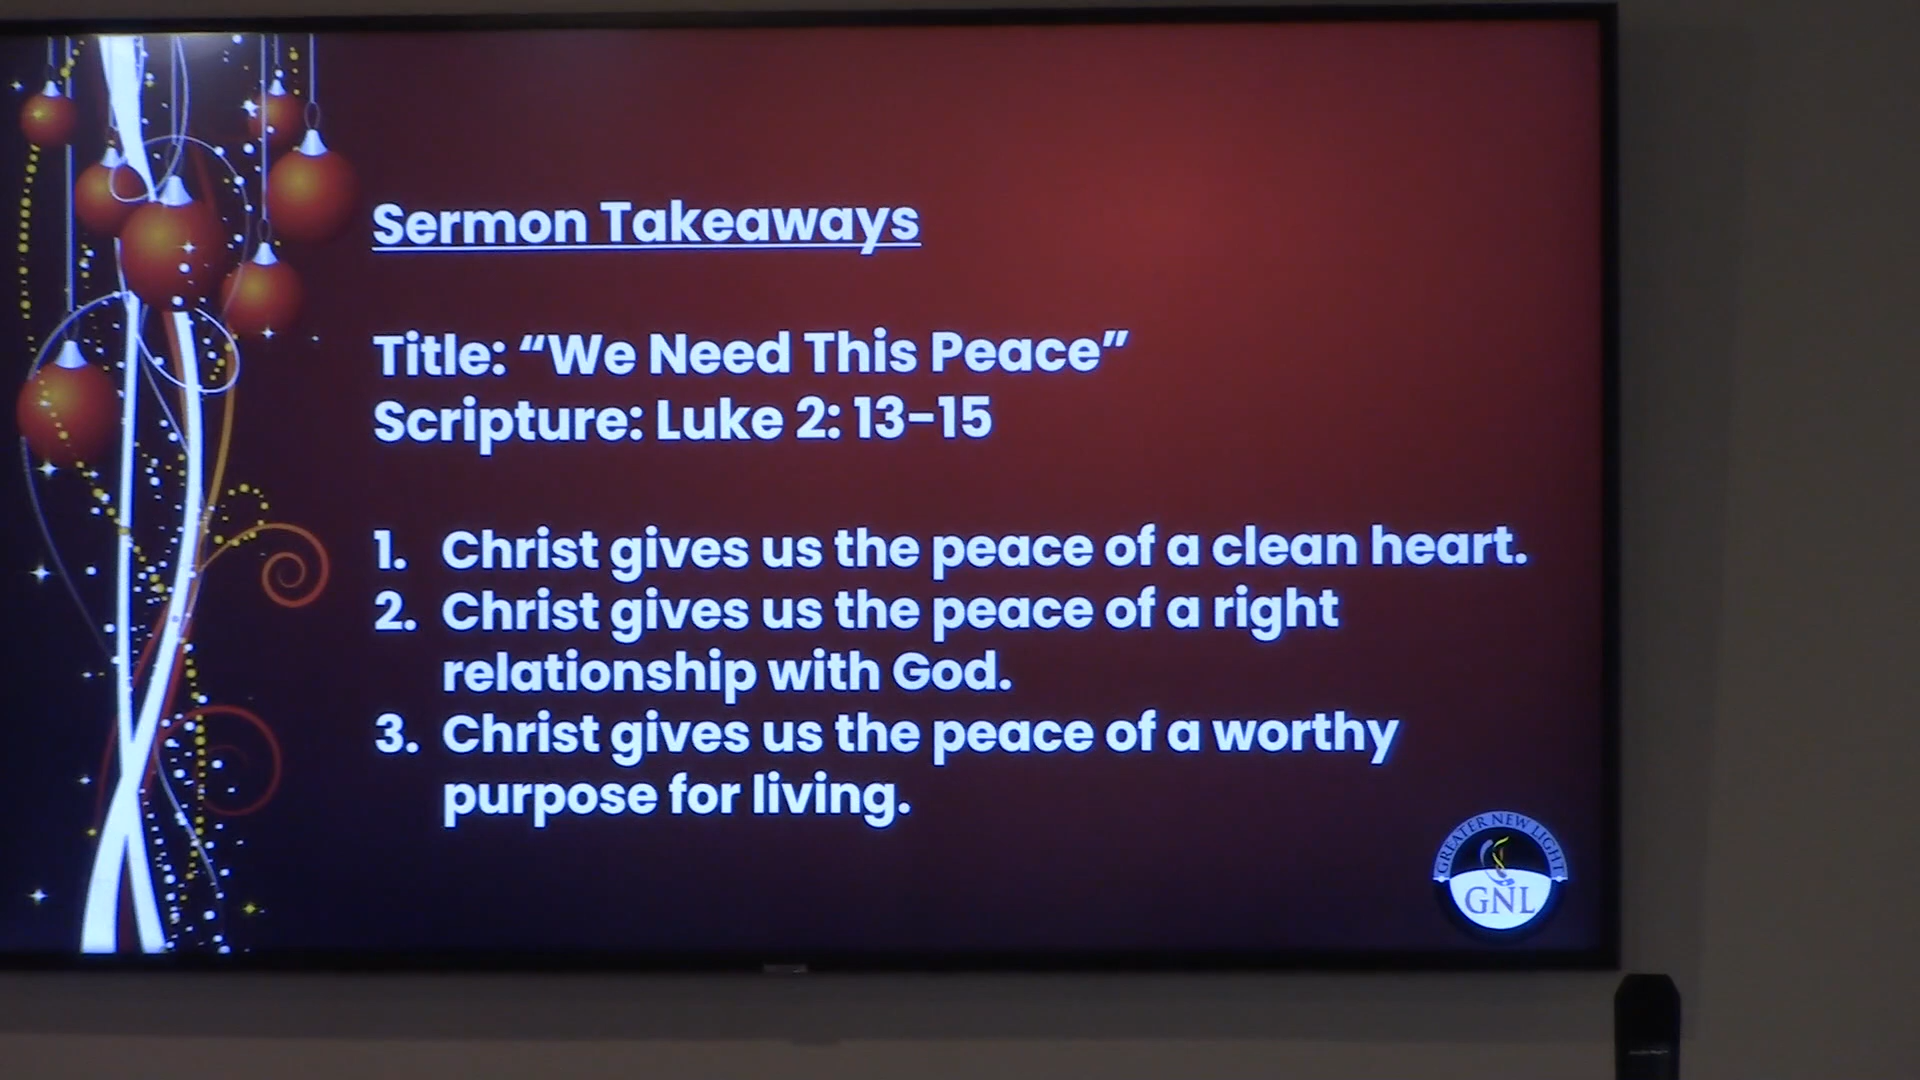 Sermon Takeaways
Title: “We Need This Peace”
Scripture: Luke 2: 13-15
1. Christ gives us the peace of a clean heart.
2. Christ gives us the peace of a right
relationship with God.
3. Christ gives us the peace of a worthy
purpose for living.
GREATER NEW LIGHT
GNL